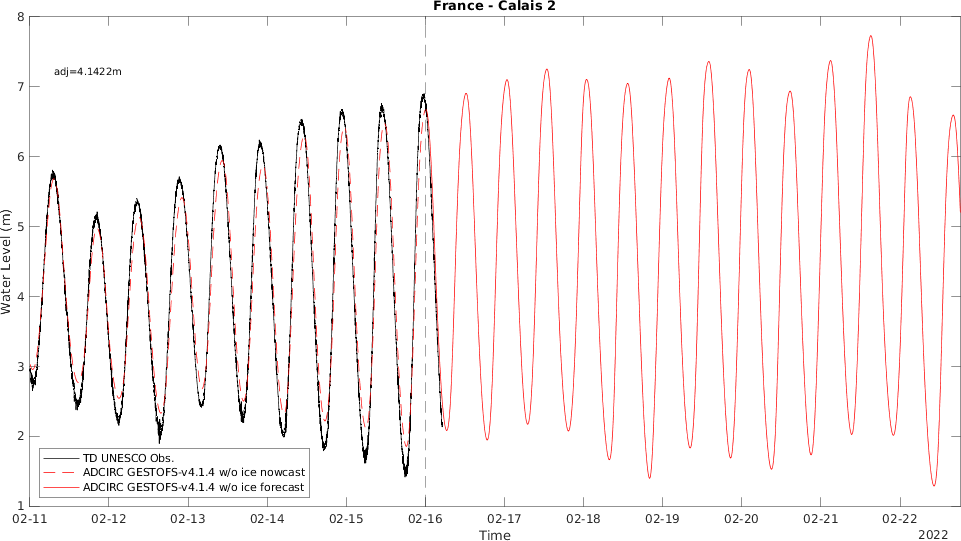 France - Calais 2
8
adj=4.1422m
7
6
5
4
3
2
1
Water Level (m)
TD UNESCO Obs.
ADCIRC GESTOFS-v4.1.4 w/o ice nowcast
ADCIRC GESTOFS-v4.1.4 w/o ice forecast
02-11 02-12 02-13 02-14 02-15 02-16 02-17 02-18 02-19 02-20 02-21 02-22
Time
2022